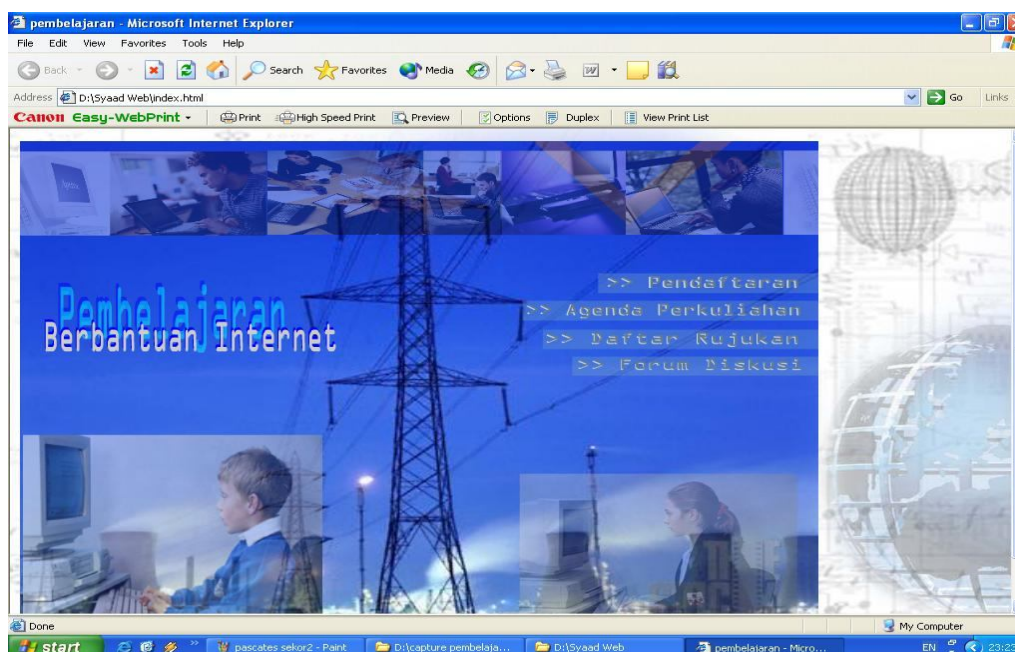 pembelajaran - Microsoft Internet Explorer
File Edit View Favorites Tools Help
Back Search Favorites Media
Address D:\Syaad Web\index.html Go Links
Canon Easy-WebPrint Print High Speed Print Preview Options Duplex View Print List
>> Pendaftaran
Pembelajaran
>> Agenda Perkuliahan
Berbantuan Internet
>> Daftar Rujukan
>> Forum Diskusi
Done My Computer
start pascates sekor2 - Paint D:\capture pembelaja... D:\Syaad Web pembelajaran - Micro... EN 23:23